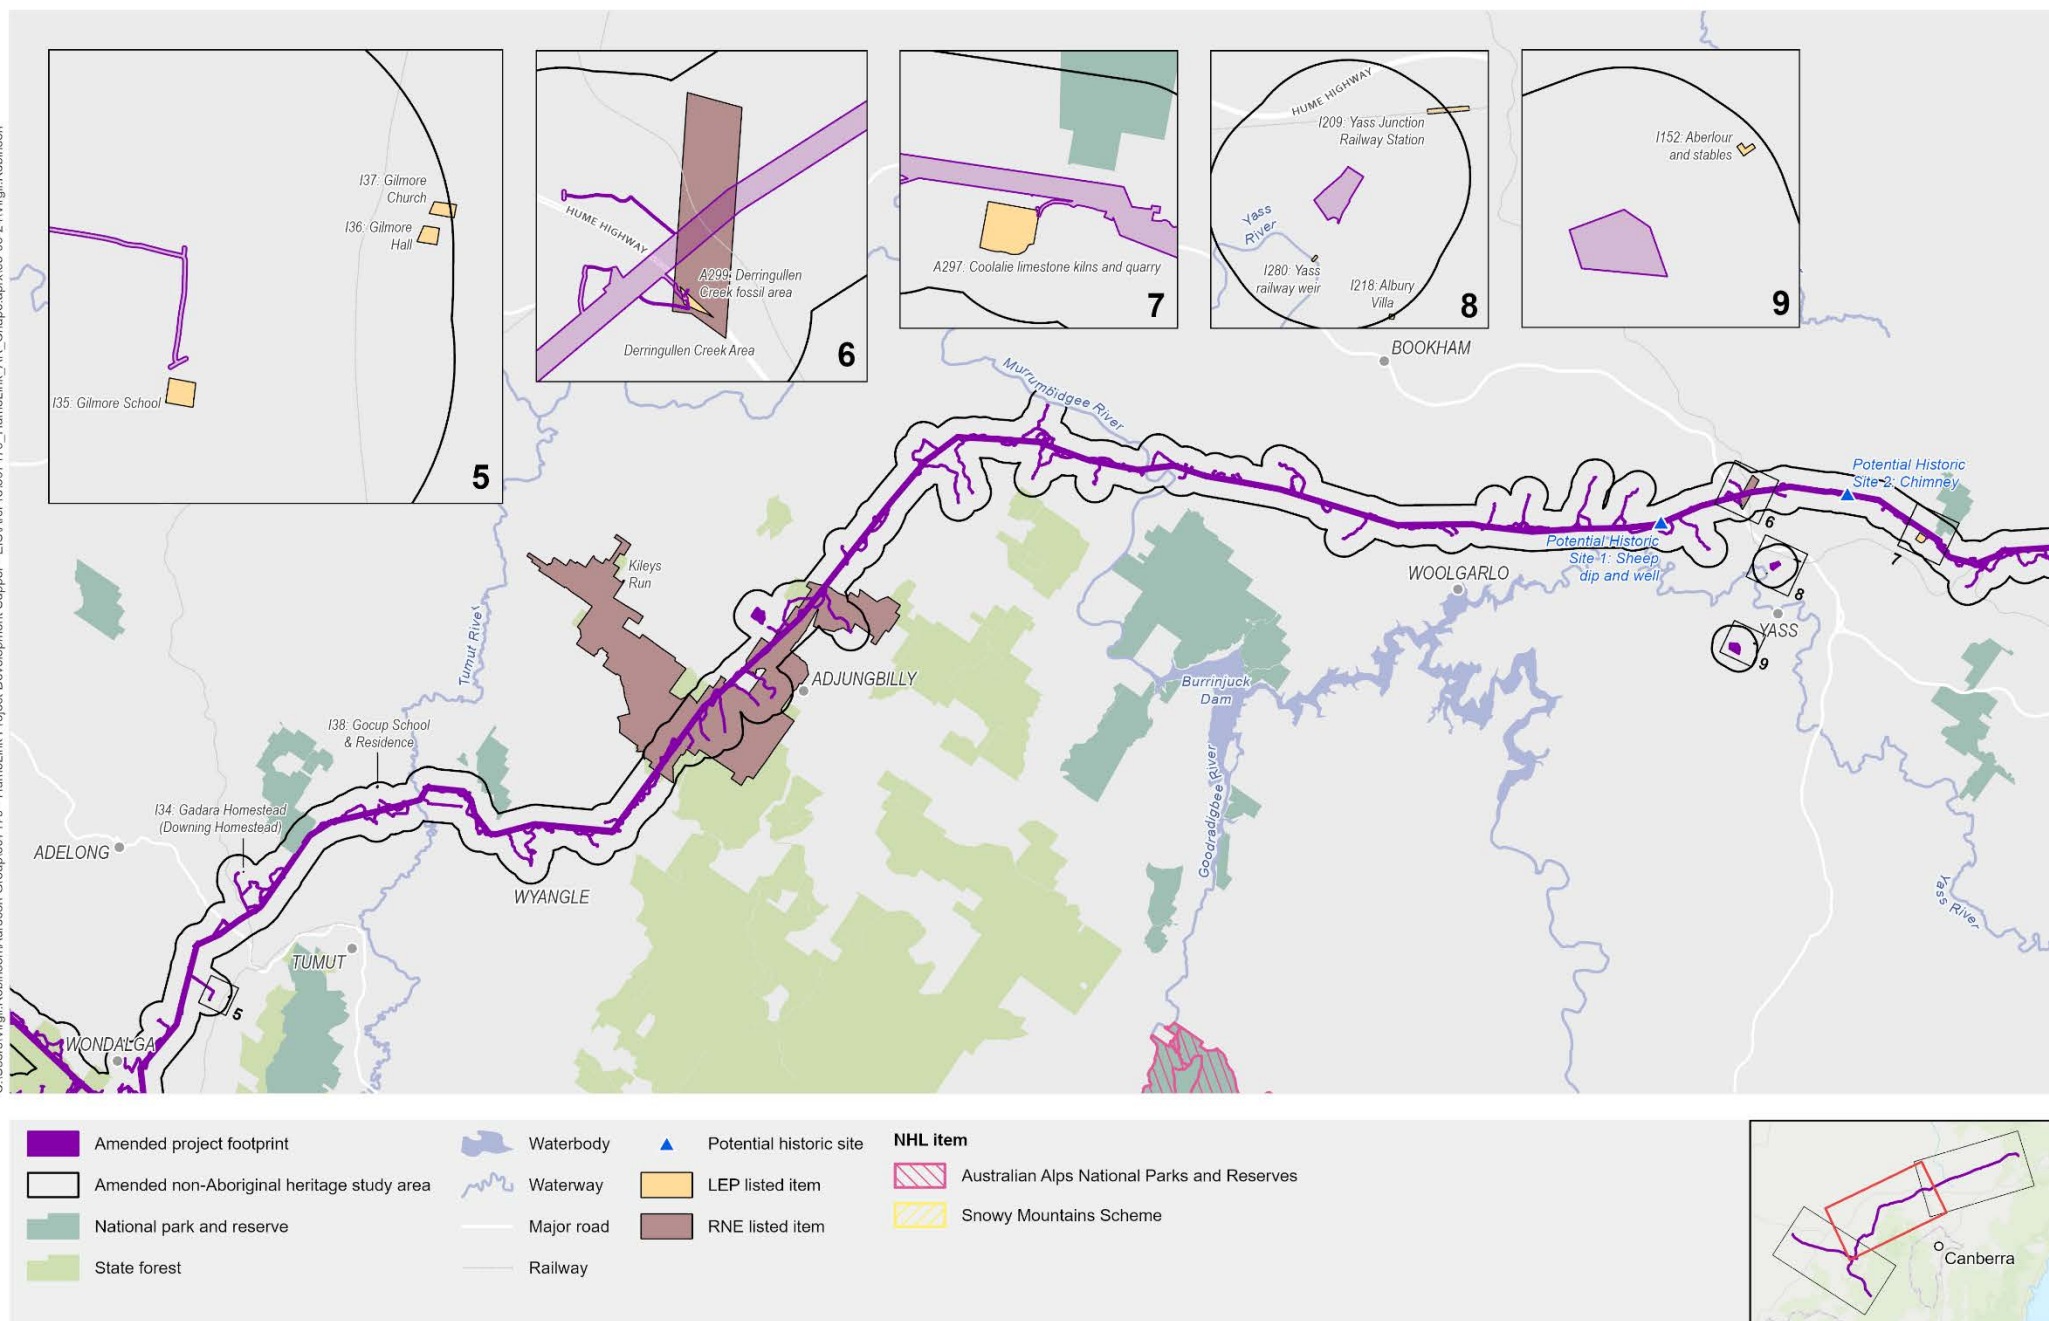 I37: Gilmore
Church
I36: Gilmore
Hall
I35: Gilmore School
5
HUME HIGHWAY
A299: Derringullen
Creek fossil area
Derringullen Creek Area
6
A297: Coolalie limestone kilns and quarry
7
HUME HIGHWAY
I209: Yass Junction
Railway Station
Yass
River
I280: Yass
railway weir
I218: Albury
Villa
8
I152: Aberlour
and stables
9
BOOKHAM
Murrumbidgee River
Potential Historic
Site 2: Chimney
6
Potential Historic
Site 1: Sheep
dip and well
7
WOOLGARLO
8
YASS
9
Kileys
Run
Tumut River
ADJUNGBILLY
Burrinjuck
Dam
I38: Gocup School
& Residence
Goodradigbee River
I34: Gadara Homestead
(Downing Homestead)
ADELONG
WYANGLE
Yass River
TUMUT
5
WONDALGA
Amended project footprint
Amended non-Aboriginal heritage study area
National park and reserve
State forest
Waterbody
Waterway
Major road
Railway
Potential historic site
LEP listed item
RNE listed item
NHL item
Australian Alps National Parks and Reserves
Snowy Mountains Scheme
Canberra